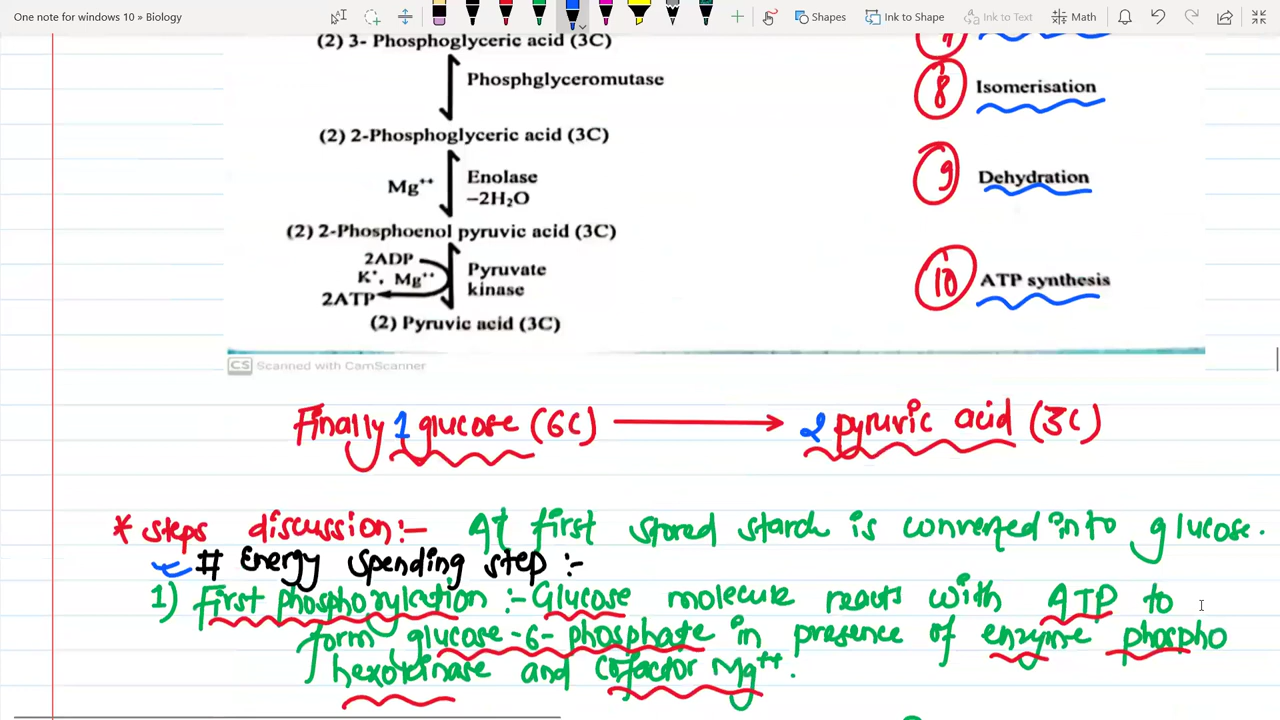 One note for windows 10 » Biology
Shapes Ink to Shape Ink to Text Math
(2) 3- Phosphoglyceric acid (3C)
Phosphglyceromutase
8 Isomerisation
(2) 2-Phosphoglyceric acid (3C)
Mg⁺⁺ Enolase
–2H₂O
9 Dehydration
(2) 2-Phosphoenol pyruvic acid (3C)
2ADP
K⁺, Mg⁺⁺
2ATP
Pyruvate
kinase
10 ATP synthesis
(2) Pyruvic acid (3C)
CS Scanned with CamScanner
Finally 1 glucose (6C) → 2 pyruvic acid (3C)
* steps discussion:- At first stored starch is converted into glucose.
# Energy spending step :-
1) First phosphorylation :- Glucose molecule reacts with ATP to
form glucose-6-phosphate in presence of enzyme phospho
hexokinase and cofactor Mg⁺⁺.